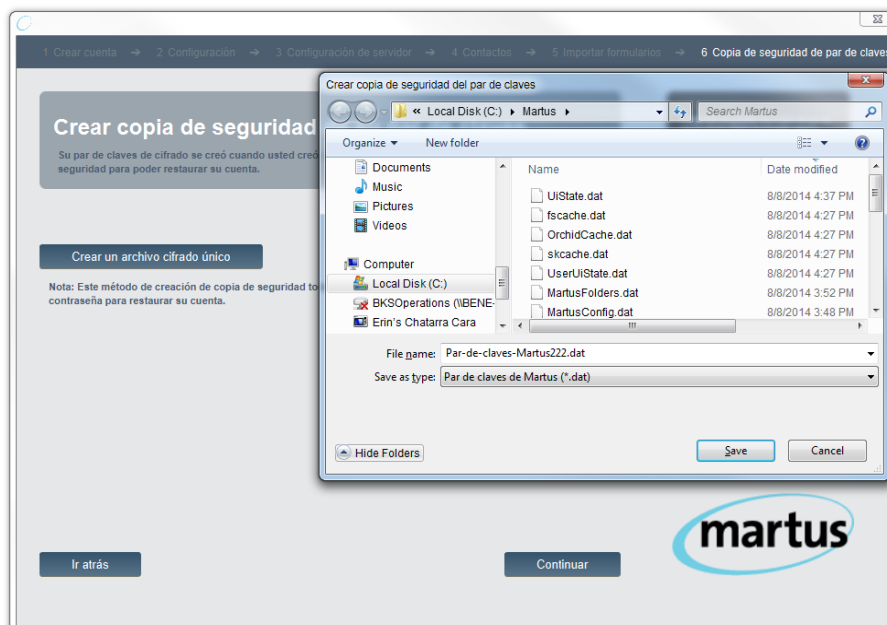 1 Crear cuenta → 2 Configuración → 3 Configuración de servidor → 4 Contactos → 5 Importar formularios → 6 Copia de seguridad de par de claves
Crear copia de seguridad del par de claves
« Local Disk (C:) ▸ Martus ▸
Search Martus
Organize ▾ New folder
Crear copia de seguridad
Su par de claves de cifrado se creó cuando usted creó
seguridad para poder restaurar su cuenta.
Documents
Music
Pictures
Videos
Computer
Local Disk (C:)
BKSOperations (\\BENE-
Erin's Chatarra Cara
Name Date modified
UiState.dat 8/8/2014 4:37 PM
fscache.dat 8/8/2014 4:27 PM
OrchidCache.dat 8/8/2014 4:27 PM
skcache.dat 8/8/2014 4:27 PM
UserUiState.dat 8/8/2014 4:27 PM
MartusFolders.dat 8/8/2014 3:52 PM
MartusConfig.dat 8/8/2014 3:48 PM
Crear un archivo cifrado único
Nota: Este método de creación de copia de seguridad to
contraseña para restaurar su cuenta.
File name: Par-de-claves-Martus222.dat
Save as type: Par de claves de Martus (*.dat)
Hide Folders
Save
Cancel
martus
Ir atrás
Continuar